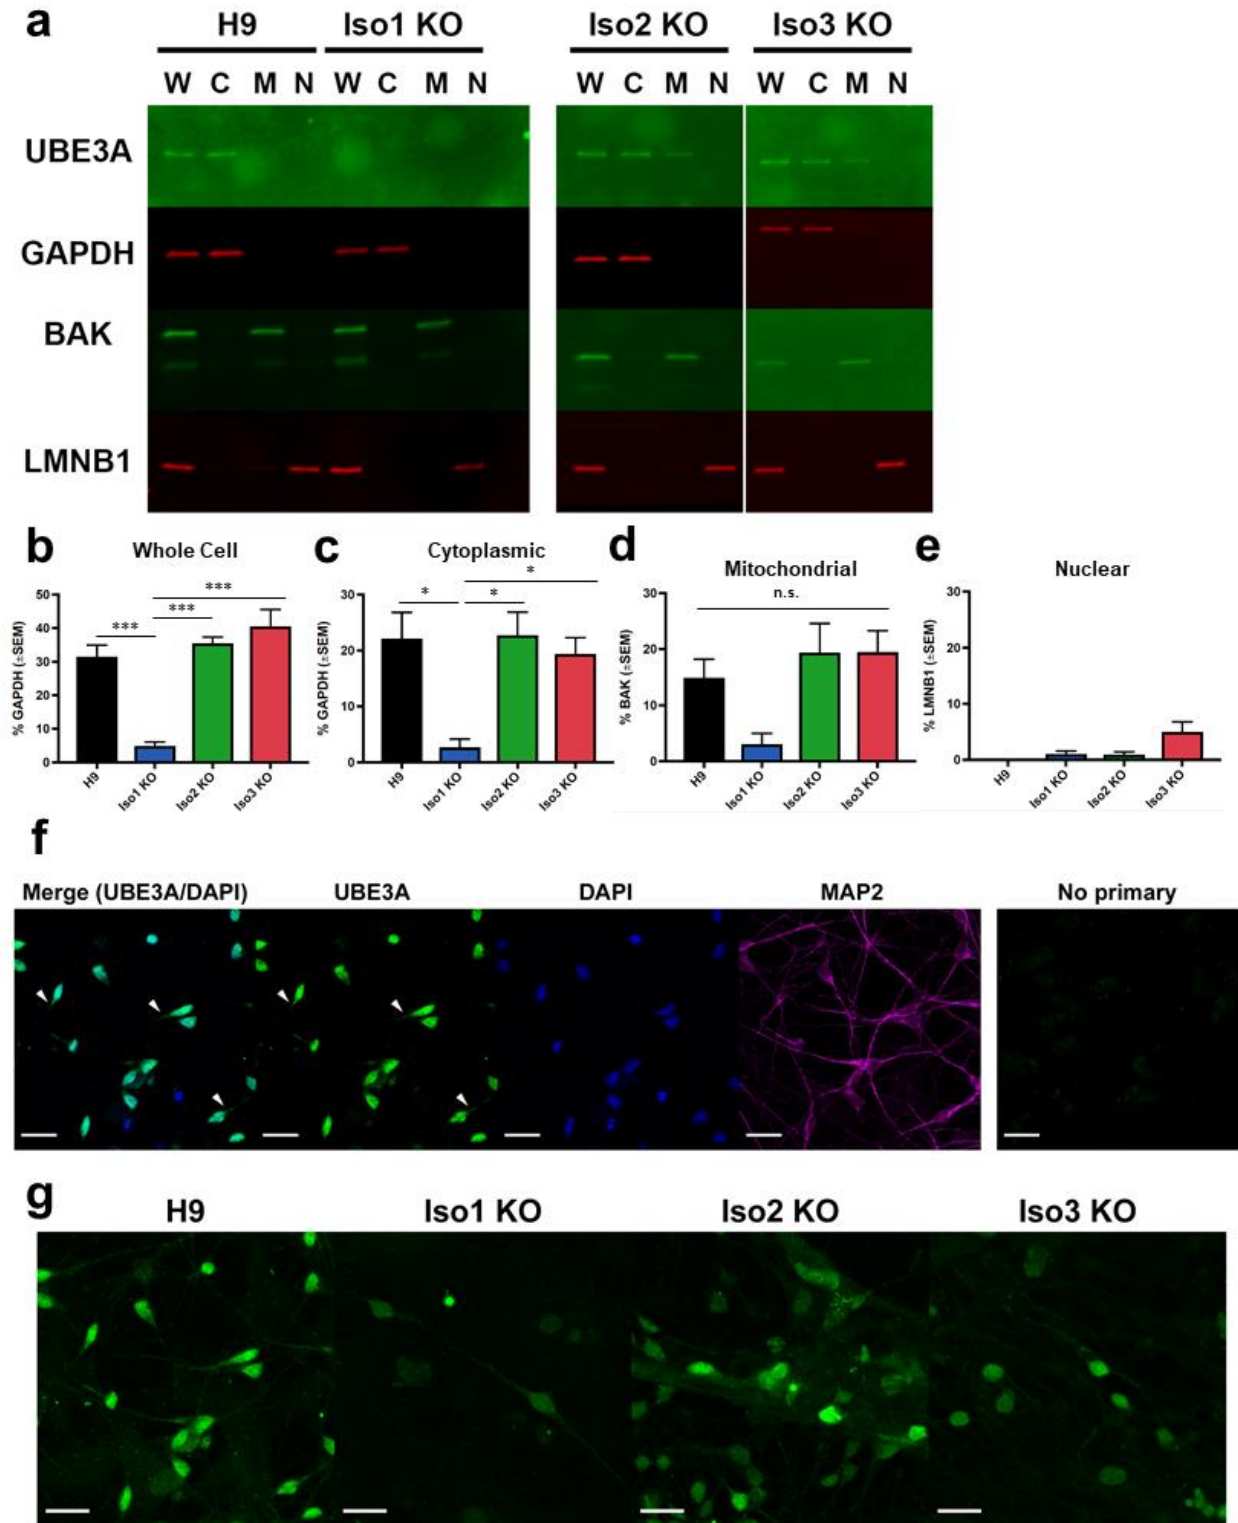 a
H9 Iso1 KO Iso2 KO Iso3 KO
W C M N W C M N W C M N W C M N
UBE3A
GAPDH
BAK
LMNB1
b Whole Cell
% GAPDH (±SEM)
50
40
30
20
10
0
***
***
***
H9 Iso1 KO Iso2 KO Iso3 KO
c Cytoplasmic
% GAPDH (±SEM)
30
20
10
0
*
*
*
H9 Iso1 KO Iso2 KO Iso3 KO
d Mitochondrial
% BAK (±SEM)
30
20
10
0
n.s.
H9 Iso1 KO Iso2 KO Iso3 KO
e Nuclear
% LMNB1 (±SEM)
30
20
10
0
H9 Iso1 KO Iso2 KO Iso3 KO
f
Merge (UBE3A/DAPI) UBE3A DAPI MAP2 No primary
g
H9 Iso1 KO Iso2 KO Iso3 KO